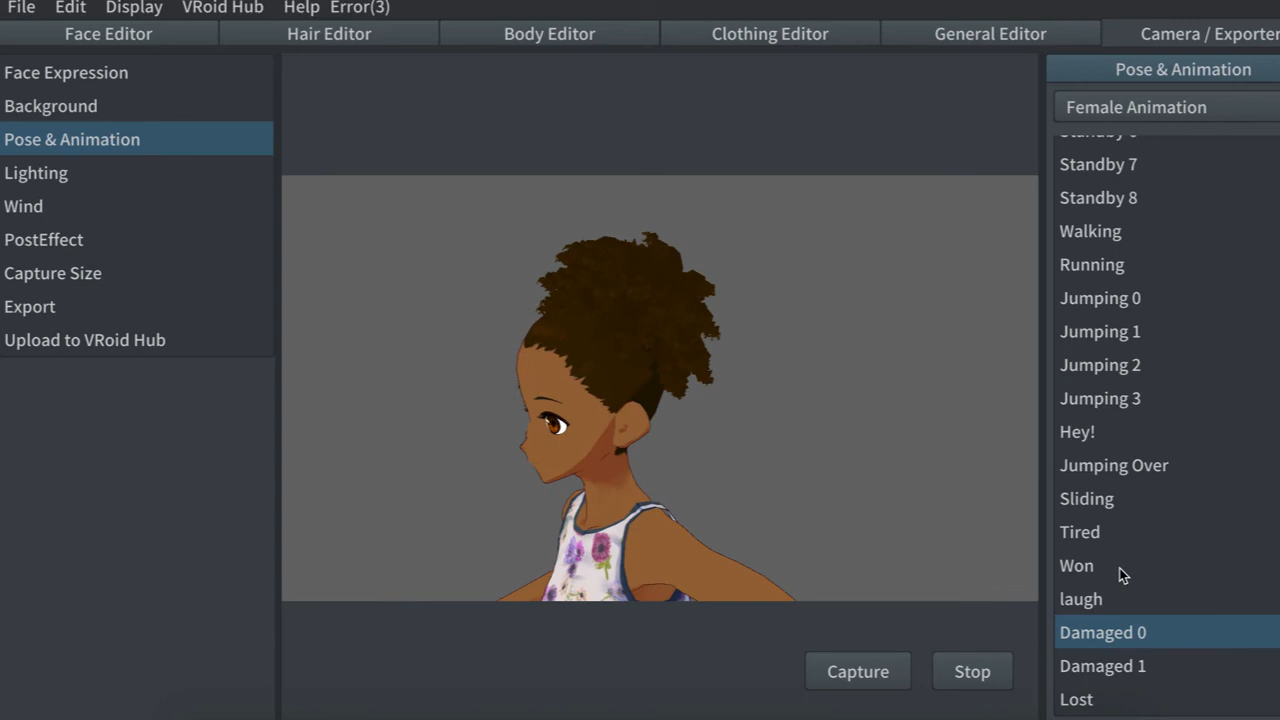 File Edit Display VRoid Hub Help Error(3)
Face Editor Hair Editor Body Editor Clothing Editor General Editor Camera / Exporter
Face Expression
Background
Pose & Animation
Lighting
Wind
PostEffect
Capture Size
Export
Upload to VRoid Hub
Capture Stop
Pose & Animation
Female Animation
Standby 7
Standby 8
Walking
Running
Jumping 0
Jumping 1
Jumping 2
Jumping 3
Hey!
Jumping Over
Sliding
Tired
Won
laugh
Damaged 0
Damaged 1
Lost